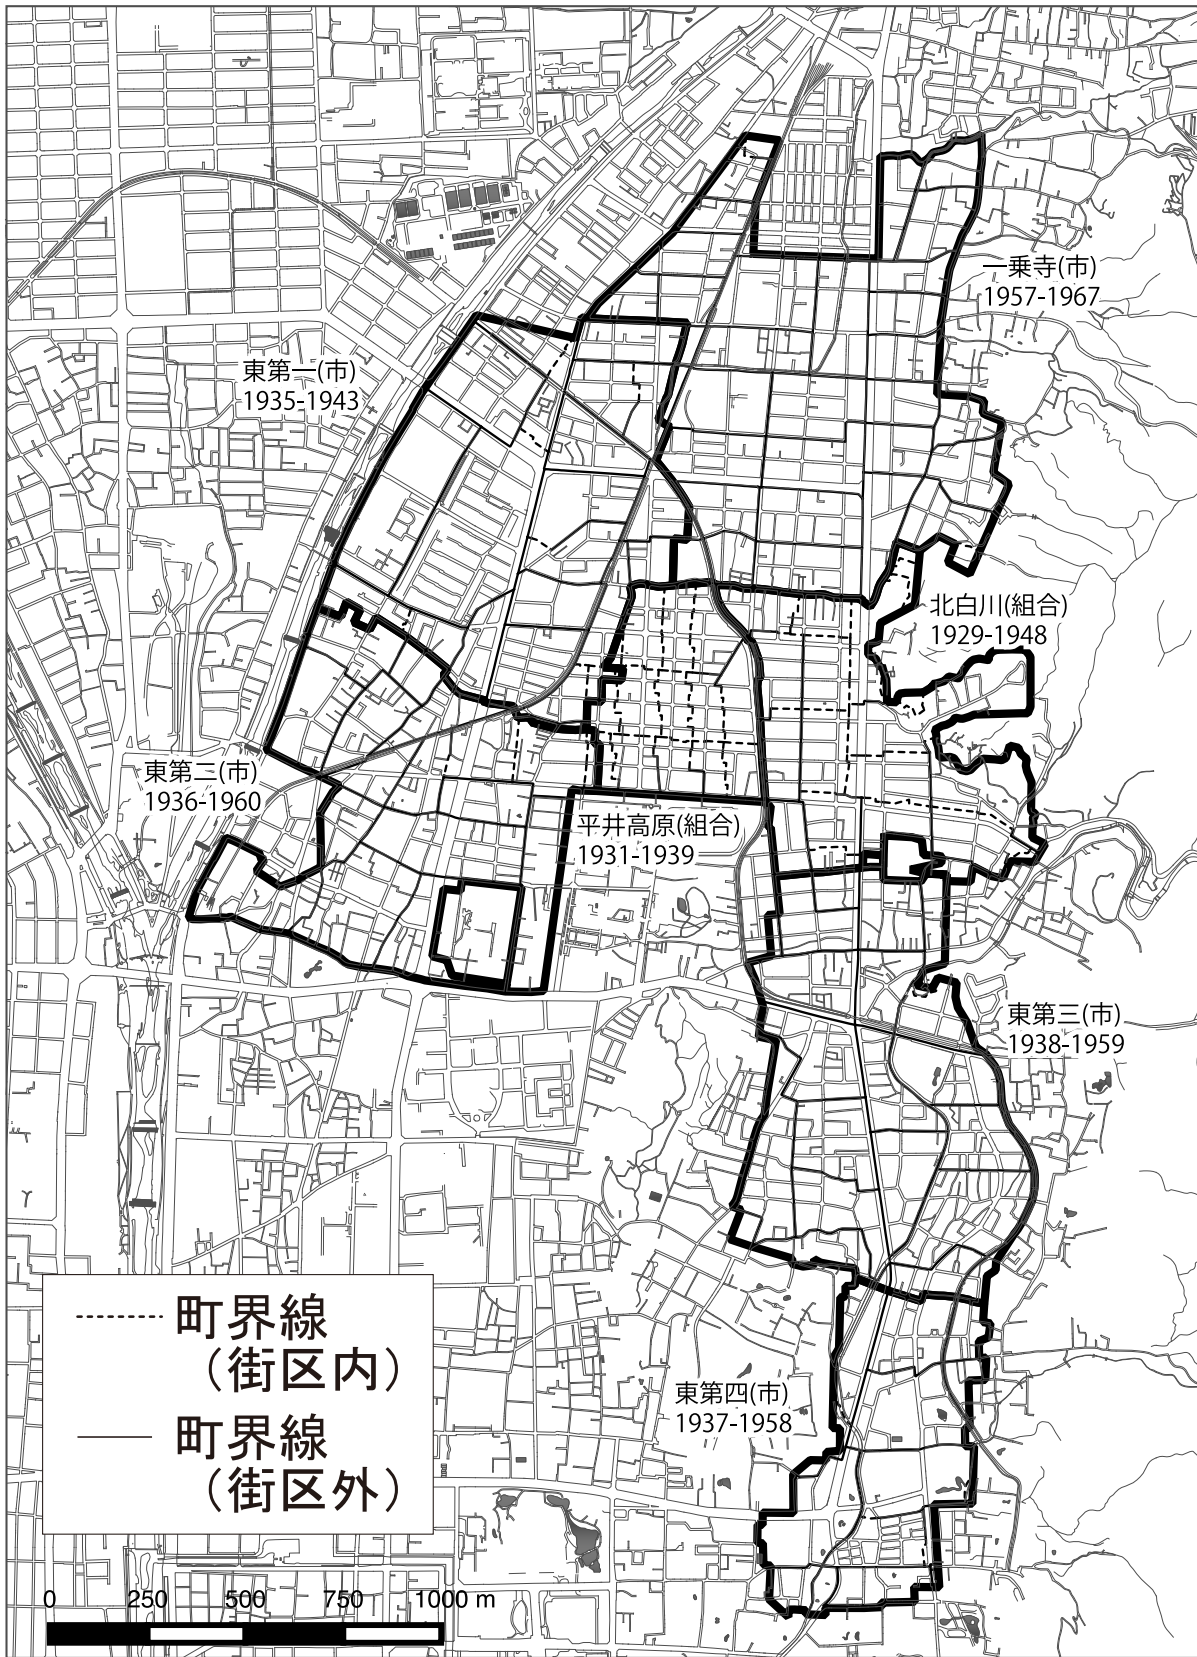 一乗寺(市)
1957-1967
東第一(市)
1935-1943
北白川(組合)
1929-1948
東第二(市)
1936-1960
平井高原(組合)
1931-1939
東第三(市)
1938-1959
東第四(市)
1937-1958
町界線
（街区内）
町界線
（街区外）
0 250 500 750 1000 m